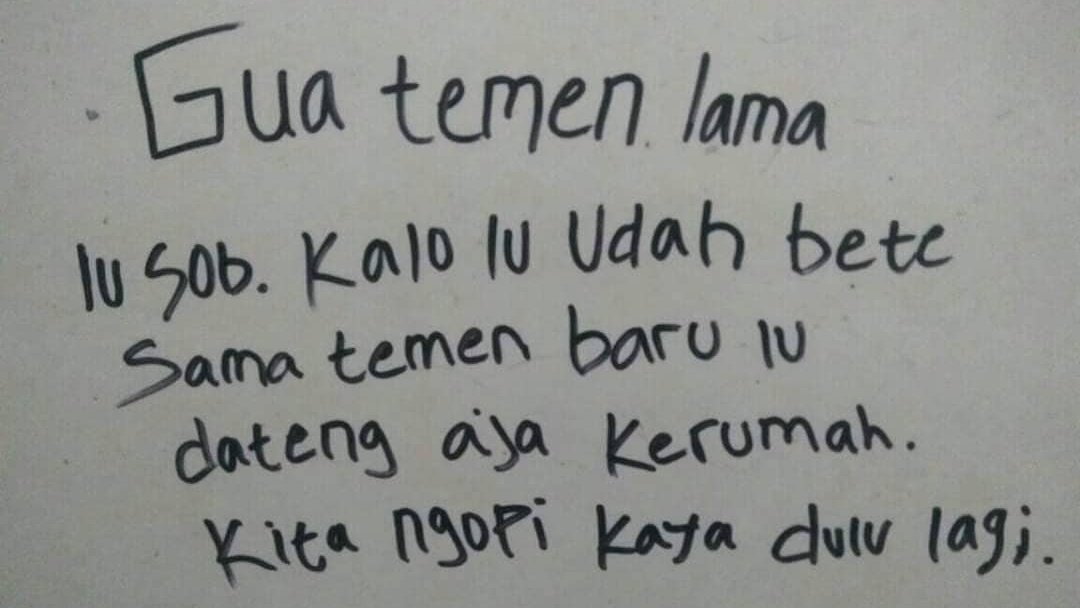 Gua temen lama
lu sob. Kalo lu Udah bete
Sama temen baru lu
dateng aja kerumah.
Kita ngopi kaya dulu lagi.